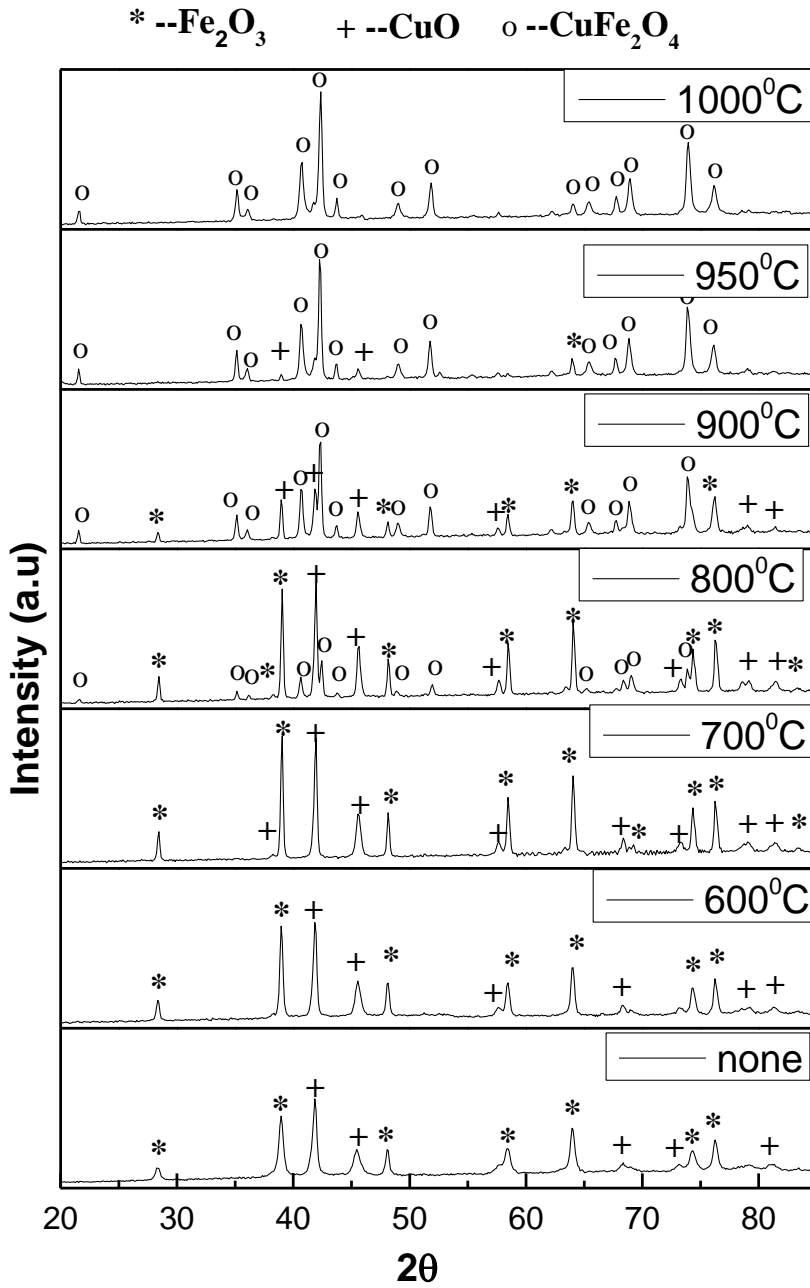 * --Fe₂O₃ + --CuO o --CuFe₂O₄
1000⁰C
950⁰C
900⁰C
800⁰C
700⁰C
600⁰C
none
Intensity (a.u)
20 30 40 50 60 70 80
2θ